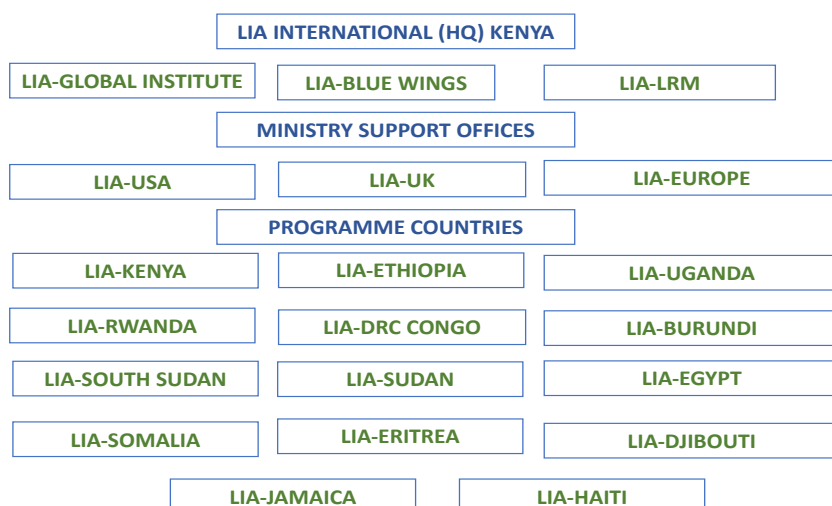 LIA INTERNATIONAL (HQ) KENYA
LIA-GLOBAL INSTITUTE LIA-BLUE WINGS LIA-LRM
MINISTRY SUPPORT OFFICES
LIA-USA LIA-UK LIA-EUROPE
PROGRAMME COUNTRIES
LIA-KENYA LIA-ETHIOPIA LIA-UGANDA
LIA-RWANDA LIA-DRC CONGO LIA-BURUNDI
LIA-SOUTH SUDAN LIA-SUDAN LIA-EGYPT
LIA-SOMALIA LIA-ERITREA LIA-DJIBOUTI
LIA-JAMAICA LIA-HAITI